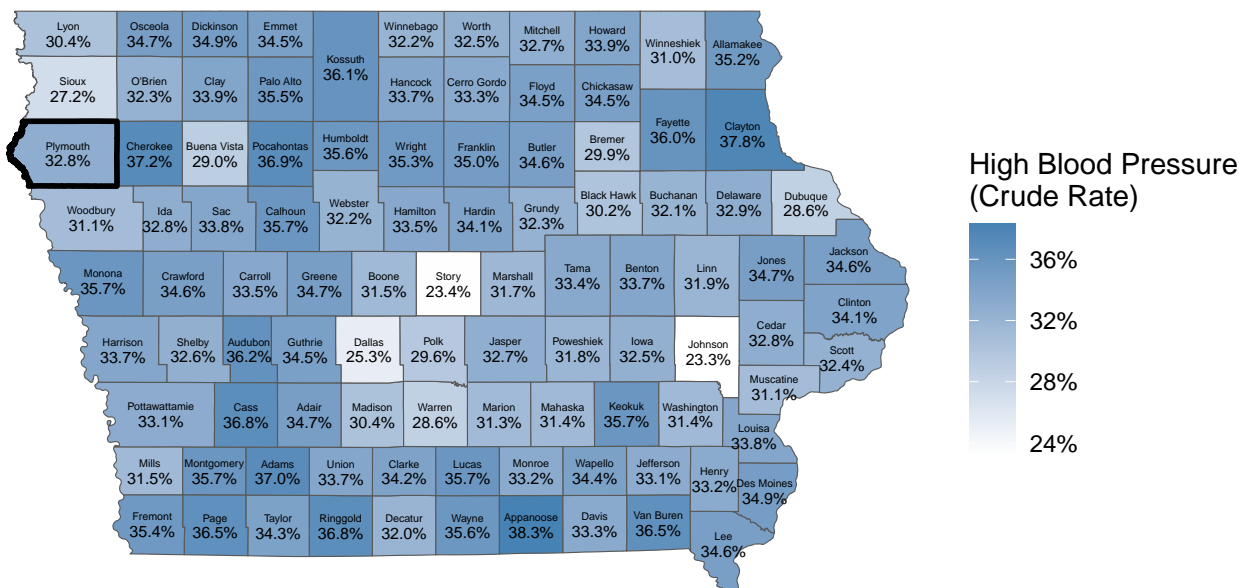 Lyon
30.4%
Osceola
34.7%
Dickinson
34.9%
Emmet
34.5%
Kossuth
36.1%
Winnebago
32.2%
Worth
32.5%
Mitchell
32.7%
Howard
33.9%
Winneshiek
31.0%
Allamakee
35.2%
Sioux
27.2%
O'Brien
32.3%
Clay
33.9%
Palo Alto
35.5%
Hancock
33.7%
Cerro Gordo
33.3%
Floyd
34.5%
Chickasaw
34.5%
Fayette
36.0%
Clayton
37.8%
Plymouth
32.8%
Cherokee
37.2%
Buena Vista
29.0%
Pocahontas
36.9%
Humboldt
35.6%
Wright
35.3%
Franklin
35.0%
Butler
34.6%
Bremer
29.9%
Woodbury
31.1%
Ida
32.8%
Sac
33.8%
Calhoun
35.7%
Webster
32.2%
Hamilton
33.5%
Hardin
34.1%
Grundy
32.3%
Black Hawk
30.2%
Buchanan
32.1%
Delaware
32.9%
Dubuque
28.6%
Monona
35.7%
Crawford
34.6%
Carroll
33.5%
Greene
34.7%
Boone
31.5%
Story
23.4%
Marshall
31.7%
Tama
33.4%
Benton
33.7%
Linn
31.9%
Jones
34.7%
Jackson
34.6%
Clinton
34.1%
Harrison
33.7%
Shelby
32.6%
Audubon
36.2%
Guthrie
34.5%
Dallas
25.3%
Polk
29.6%
Jasper
32.7%
Poweshiek
31.8%
Iowa
32.5%
Johnson
23.3%
Cedar
32.8%
Scott
32.4%
Muscatine
31.1%
Pottawattamie
33.1%
Cass
36.8%
Adair
34.7%
Madison
30.4%
Warren
28.6%
Marion
31.3%
Mahaska
31.4%
Keokuk
35.7%
Washington
31.4%
Louisa
33.8%
Mills
31.5%
Montgomery
35.7%
Adams
37.0%
Union
33.7%
Clarke
34.2%
Lucas
35.7%
Monroe
33.2%
Wapello
34.4%
Jefferson
33.1%
Henry
33.2%
Des Moines
34.9%
Fremont
35.4%
Page
36.5%
Taylor
34.3%
Ringgold
36.8%
Decatur
32.0%
Wayne
35.6%
Appanoose
38.3%
Davis
33.3%
Van Buren
36.5%
Lee
34.6%
High Blood Pressure
(Crude Rate)
36%
32%
28%
24%